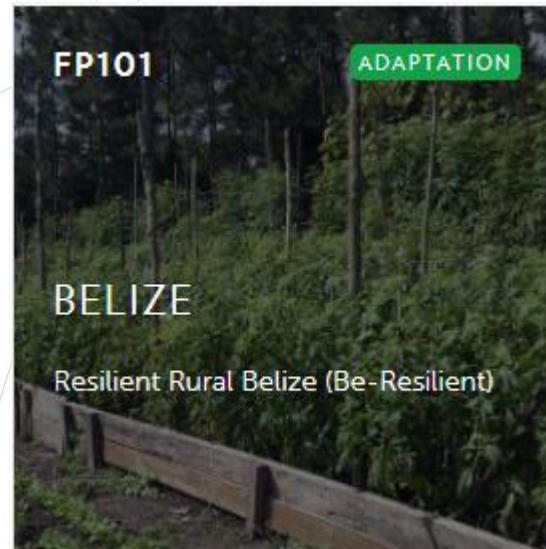 FP101
ADAPTATION
BELIZE
Resilient Rural Belize (Be-Resilient)